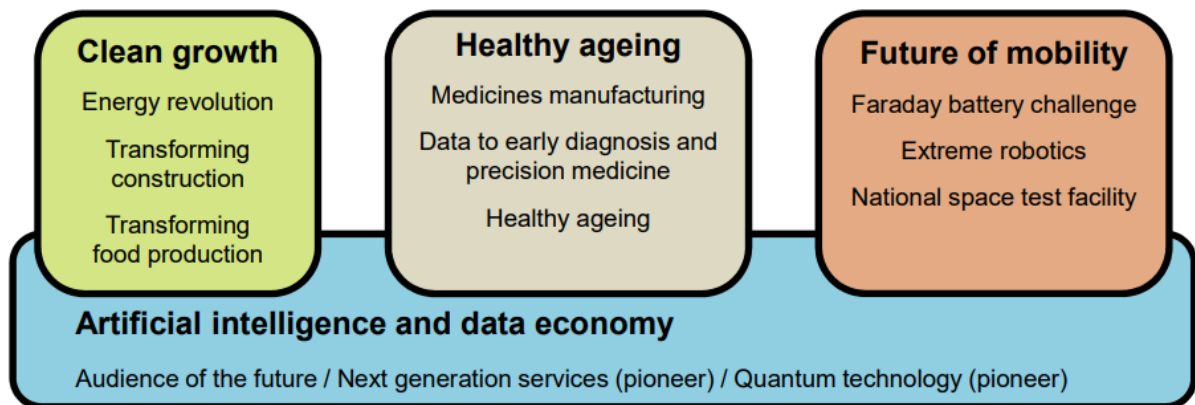 Clean growth
Energy revolution
Transforming
construction
Transforming
food production
Healthy ageing
Medicines manufacturing
Data to early diagnosis and
precision medicine
Healthy ageing
Future of mobility
Faraday battery challenge
Extreme robotics
National space test facility
Artificial intelligence and data economy
Audience of the future / Next generation services (pioneer) / Quantum technology (pioneer)